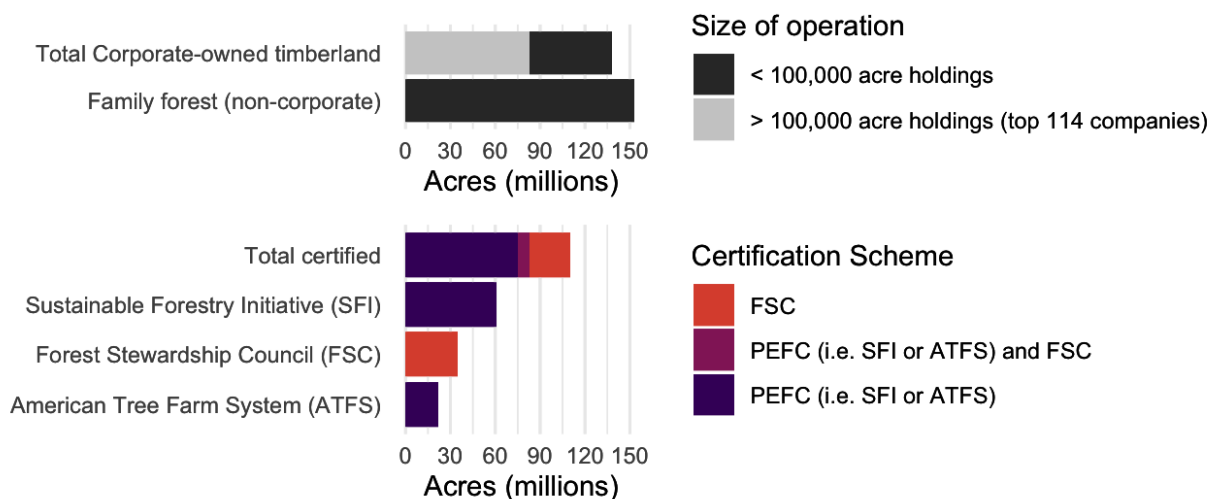 Total Corporate-owned timberland
Family forest (non-corporate)
0 30 60 90 120 150
Acres (millions)
Size of operation
< 100,000 acre holdings
> 100,000 acre holdings (top 114 companies)
Total certified
Sustainable Forestry Initiative (SFI)
Forest Stewardship Council (FSC)
American Tree Farm System (ATFS)
0 30 60 90 120 150
Acres (millions)
Certification Scheme
FSC
PEFC (i.e. SFI or ATFS) and FSC
PEFC (i.e. SFI or ATFS)